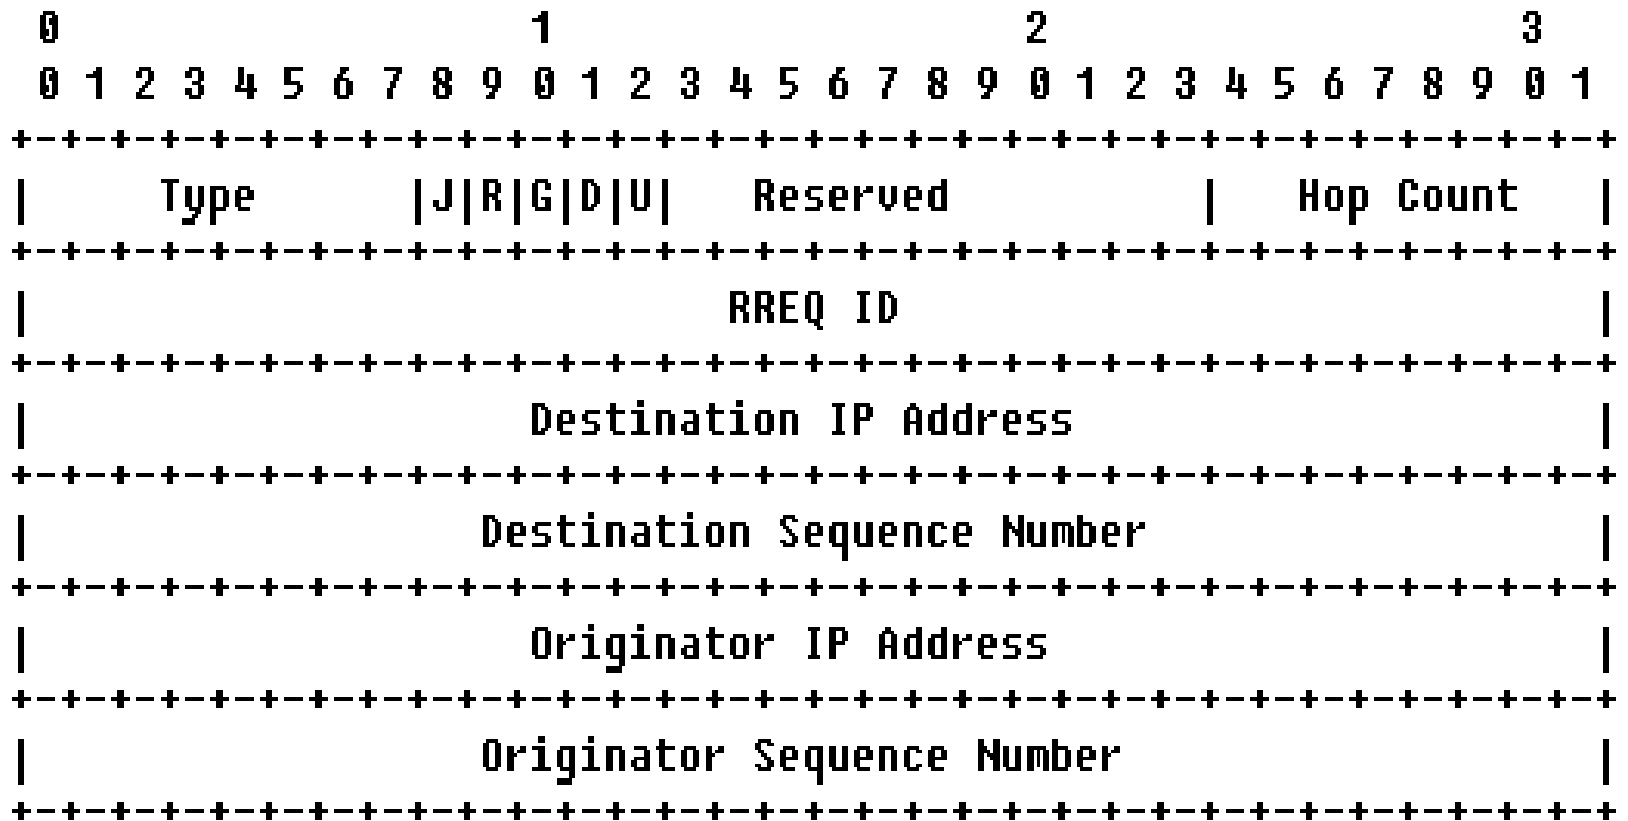 0                   1                   2                   3
 0 1 2 3 4 5 6 7 8 9 0 1 2 3 4 5 6 7 8 9 0 1 2 3 4 5 6 7 8 9 0 1
+-+-+-+-+-+-+-+-+-+-+-+-+-+-+-+-+-+-+-+-+-+-+-+-+-+-+-+-+-+-+-+-+
|     Type      |J|R|G|D|U|   Reserved          |   Hop Count   |
+-+-+-+-+-+-+-+-+-+-+-+-+-+-+-+-+-+-+-+-+-+-+-+-+-+-+-+-+-+-+-+-+
|                            RREQ ID                            |
+-+-+-+-+-+-+-+-+-+-+-+-+-+-+-+-+-+-+-+-+-+-+-+-+-+-+-+-+-+-+-+-+
|                    Destination IP Address                     |
+-+-+-+-+-+-+-+-+-+-+-+-+-+-+-+-+-+-+-+-+-+-+-+-+-+-+-+-+-+-+-+-+
|                  Destination Sequence Number                  |
+-+-+-+-+-+-+-+-+-+-+-+-+-+-+-+-+-+-+-+-+-+-+-+-+-+-+-+-+-+-+-+-+
|                    Originator IP Address                      |
+-+-+-+-+-+-+-+-+-+-+-+-+-+-+-+-+-+-+-+-+-+-+-+-+-+-+-+-+-+-+-+-+
|                  Originator Sequence Number                   |
+-+-+-+-+-+-+-+-+-+-+-+-+-+-+-+-+-+-+-+-+-+-+-+-+-+-+-+-+-+-+-+-+